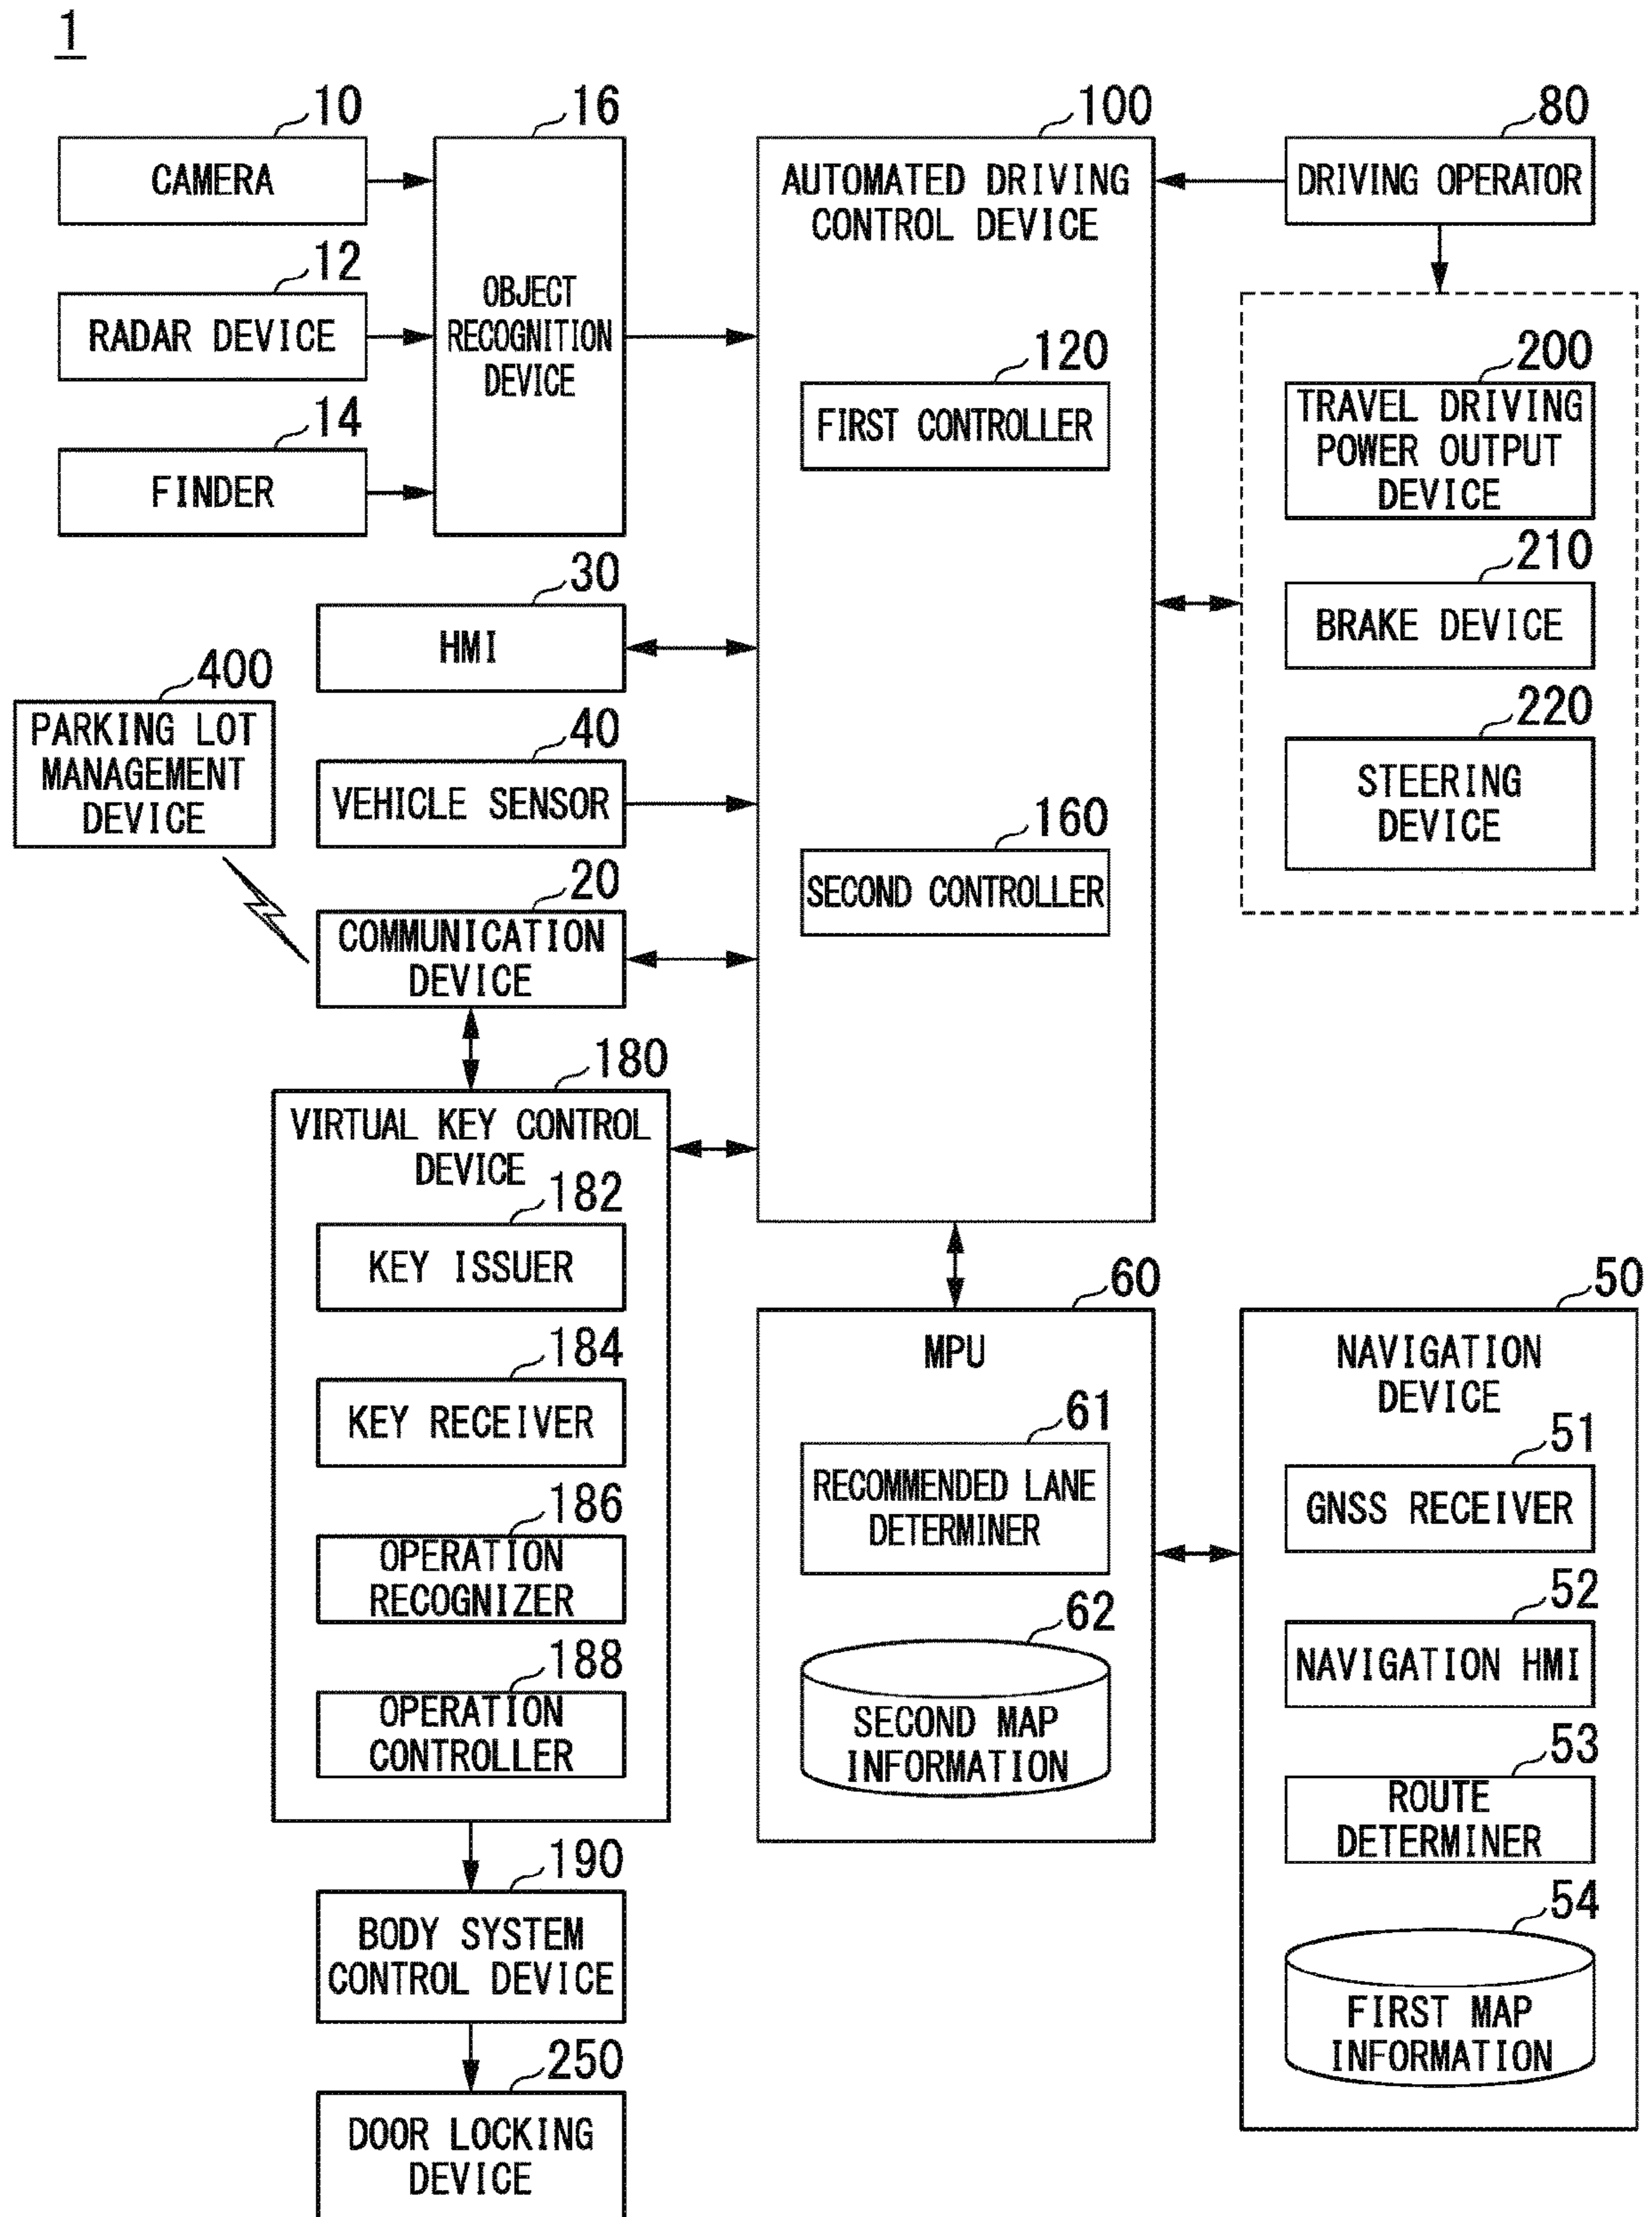 1
10
CAMERA
12
RADAR DEVICE
14
FINDER
16
OBJECT
RECOGNITION
DEVICE
30
HMI
400
PARKING LOT
MANAGEMENT
DEVICE
40
VEHICLE SENSOR
20
COMMUNICATION
DEVICE
180
VIRTUAL KEY CONTROL
DEVICE
182
KEY ISSUER
184
KEY RECEIVER
186
OPERATION
RECOGNIZER
188
OPERATION
CONTROLLER
190
BODY SYSTEM
CONTROL DEVICE
250
DOOR LOCKING
DEVICE
100
AUTOMATED DRIVING
CONTROL DEVICE
120
FIRST CONTROLLER
160
SECOND CONTROLLER
60
MPU
61
RECOMMENDED LANE
DETERMINER
62
SECOND MAP
INFORMATION
80
DRIVING OPERATOR
200
TRAVEL DRIVING
POWER OUTPUT
DEVICE
210
BRAKE DEVICE
220
STEERING
DEVICE
50
NAVIGATION
DEVICE
51
GNSS RECEIVER
52
NAVIGATION HMI
53
ROUTE
DETERMINER
54
FIRST MAP
INFORMATION